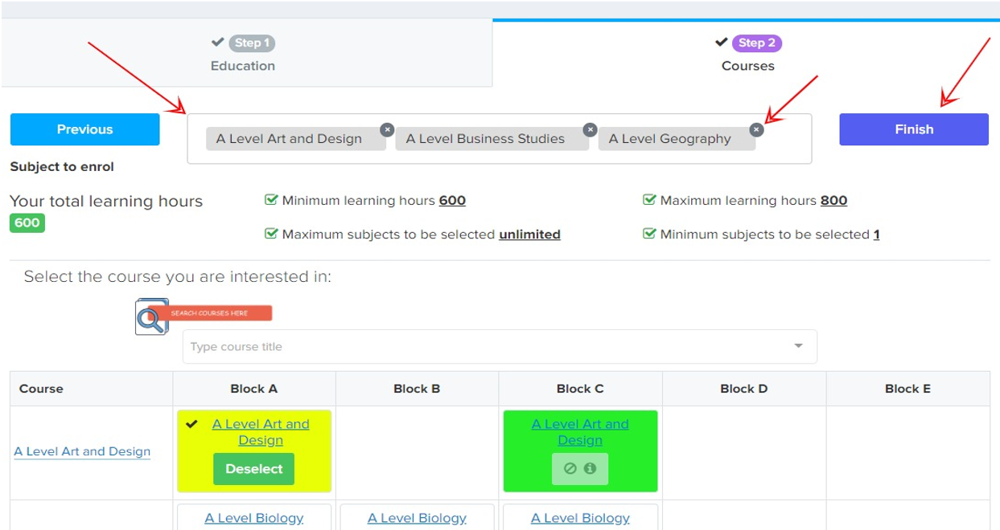 Step 1
Education
Step 2
Courses
Previous
A Level Art and Design
A Level Business Studies
A Level Geography
Finish
Subject to enrol
Your total learning hours
600
Minimum learning hours 600
Maximum learning hours 800
Maximum subjects to be selected unlimited
Minimum subjects to be selected 1
Select the course you are interested in:
SEARCH COURSES HERE
Type course title
Course Block A Block B Block C Block D Block E
A Level Art and Design
A Level Art and
Design
Deselect
A Level Art and
Design
A Level Biology A Level Biology A Level Biology